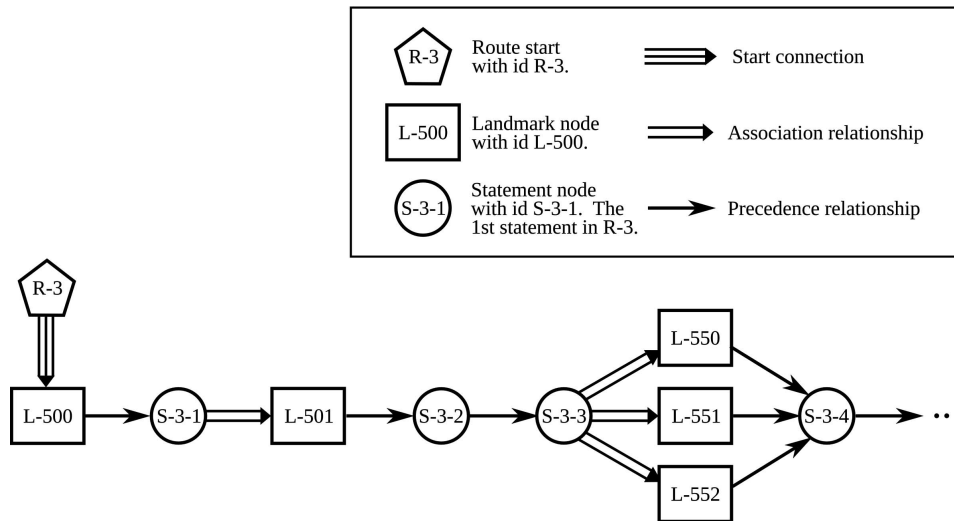 R-3
Route start
with id R-3.
Start connection
L-500
Landmark node
with id L-500.
Association relationship
S-3-1
Statement node
with id S-3-1. The
1st statement in R-3.
Precedence relationship
R-3
L-550
L-500
S-3-1
L-501
S-3-2
S-3-3
L-551
S-3-4
..
L-552